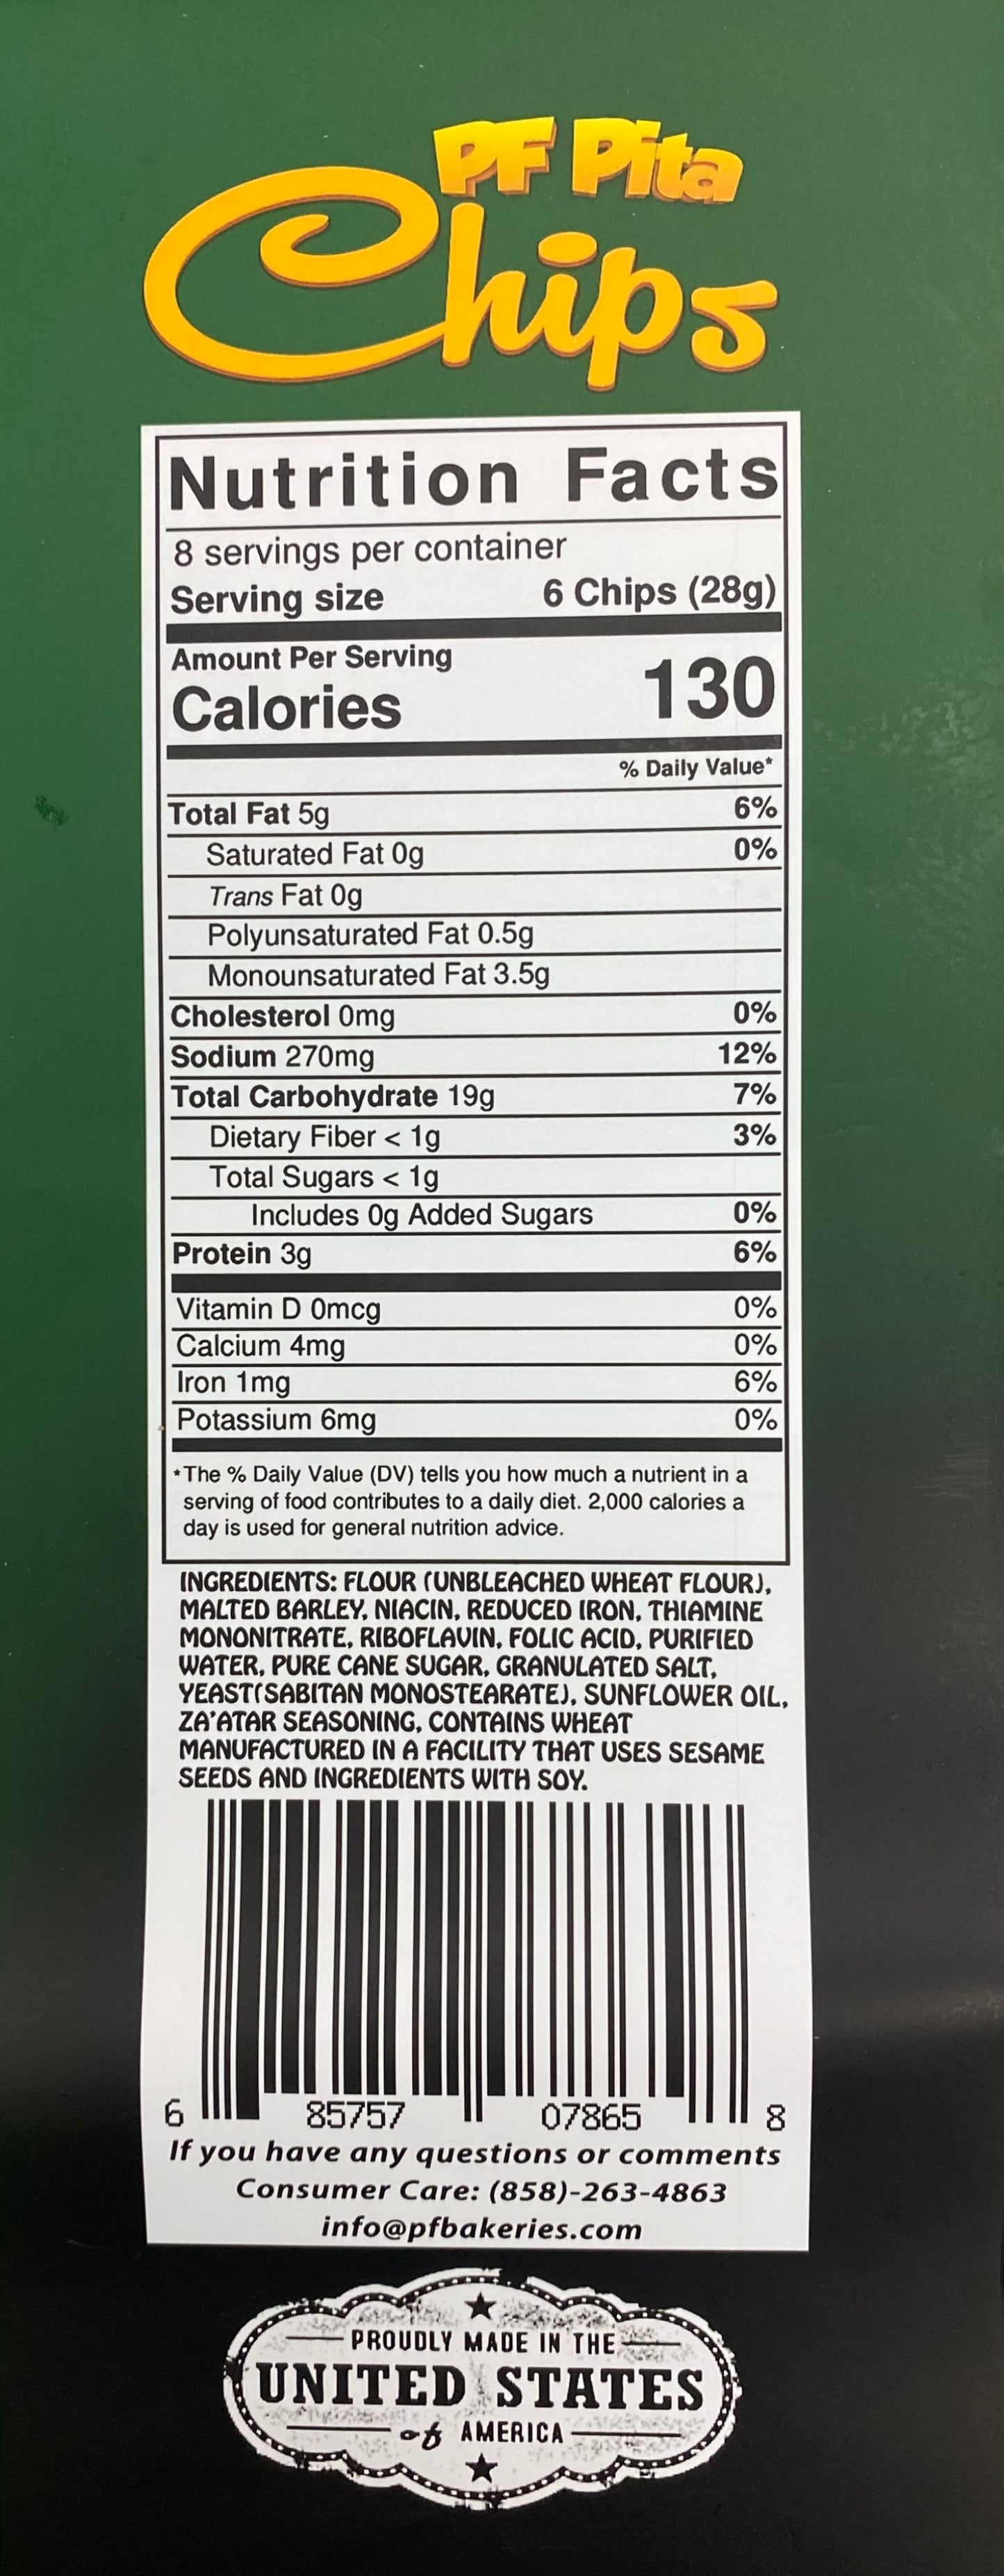 PF Pita
Chips
Nutrition Facts
8 servings per container
Serving size 6 Chips (28g)
Amount Per Serving
Calories 130
% Daily Value*
Total Fat 5g 6%
Saturated Fat 0g 0%
Trans Fat 0g
Polyunsaturated Fat 0.5g
Monounsaturated Fat 3.5g
Cholesterol 0mg 0%
Sodium 270mg 12%
Total Carbohydrate 19g 7%
Dietary Fiber < 1g 3%
Total Sugars < 1g
Includes 0g Added Sugars 0%
Protein 3g 6%
Vitamin D 0mcg 0%
Calcium 4mg 0%
Iron 1mg 6%
Potassium 6mg 0%
*The % Daily Value (DV) tells you how much a nutrient in a
serving of food contributes to a daily diet. 2,000 calories a
day is used for general nutrition advice.
INGREDIENTS: FLOUR (UNBLEACHED WHEAT FLOUR),
MALTED BARLEY, NIACIN, REDUCED IRON, THIAMINE
MONONITRATE, RIBOFLAVIN, FOLIC ACID, PURIFIED
WATER, PURE CANE SUGAR, GRANULATED SALT,
YEAST(SABITAN MONOSTEARATE), SUNFLOWER OIL,
ZA'ATAR SEASONING, CONTAINS WHEAT
MANUFACTURED IN A FACILITY THAT USES SESAME
SEEDS AND INGREDIENTS WITH SOY.
6 85757 07865 8
If you have any questions or comments
Consumer Care: (858)-263-4863
info@pfbakeries.com
PROUDLY MADE IN THE
UNITED STATES
of AMERICA